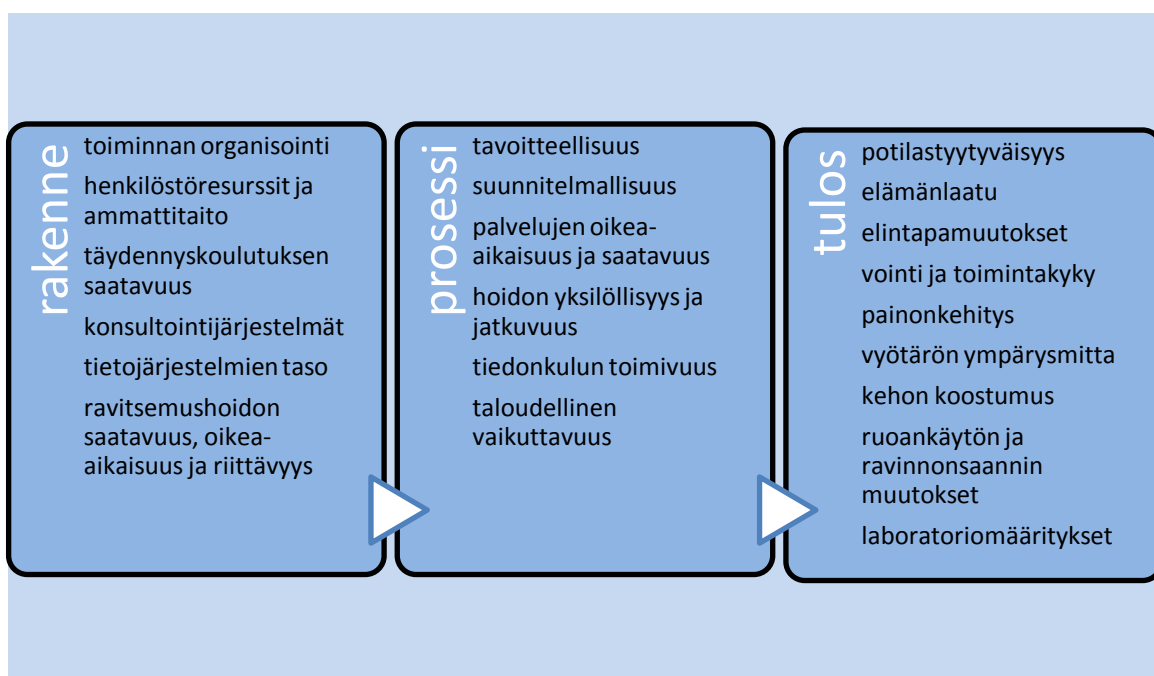 rakenne
toiminnan organisointi
henkilöstöresurssit ja
ammattitaito
täydennyskoulutuksen
saatavuus
konsultointijärjestelmät
tietojärjestelmien taso
ravitsemushoidon
saatavuus, oikea-
aikaisuus ja riittävyys
prosessi
tavoitteellisuus
suunnitelmallisuus
palvelujen oikea-
aikaisuus ja saatavuus
hoidon yksilöllisyys ja
jatkuvuus
tiedonkulun toimivuus
taloudellinen
vaikuttavuus
tulos
potilastyytyväisyys
elämänlaatu
elintapamuutokset
vointi ja toimintakyky
painonkehitys
vyötärön ympärysmitta
kehon koostumus
ruoankäytön ja
ravinnonsaannin
muutokset
laboratoriomääritykset